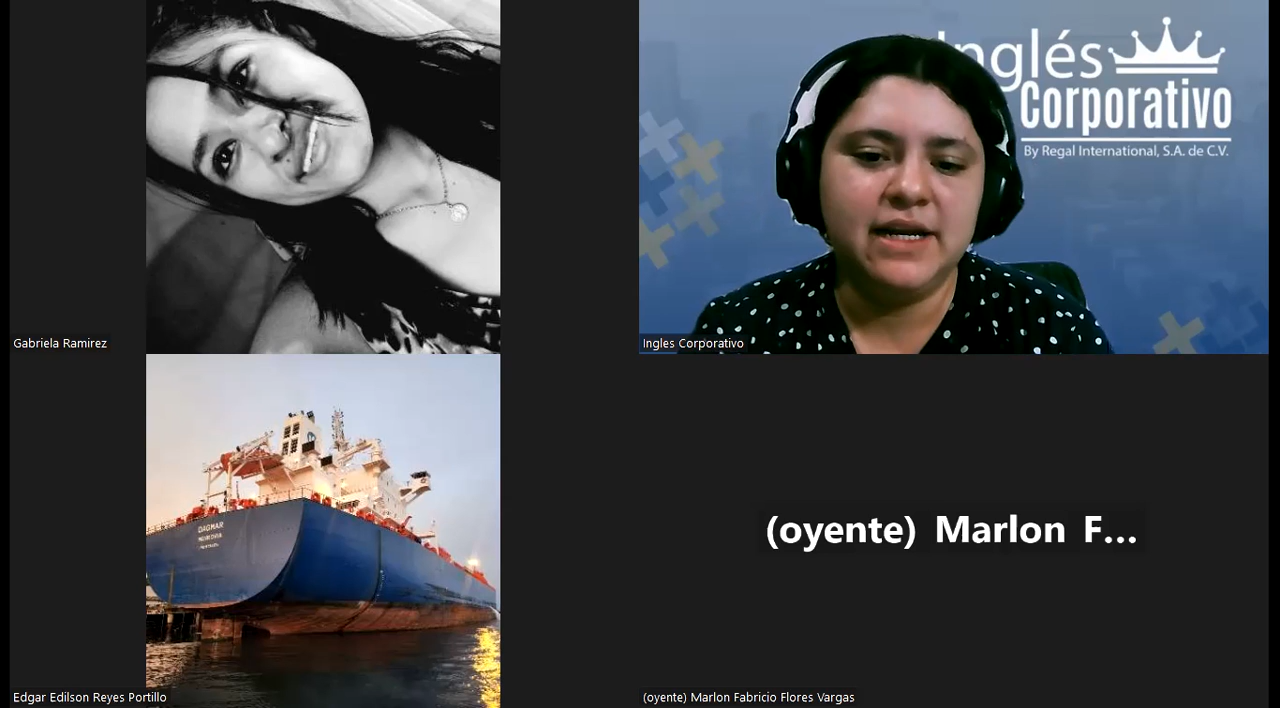 Inglés
Corporativo
By Regal International, S.A. de C.V.
Gabriela Ramirez
Ingles Corporativo
DAGMAR
(oyente) Marlon F...
Edgar Edilson Reyes Portillo
(oyente) Marlon Fabricio Flores Vargas